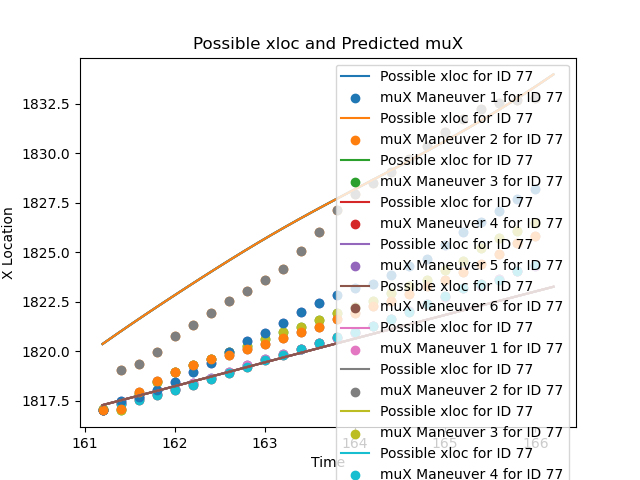 Possible xloc and Predicted muX
X Location
1832.5
1830.0
1827.5
1825.0
1822.5
1820.0
1817.5
161
162
163
164
165
166
Time
Possible xloc for ID 77
muX Maneuver 1 for ID 77
Possible xloc for ID 77
muX Maneuver 2 for ID 77
Possible xloc for ID 77
muX Maneuver 3 for ID 77
Possible xloc for ID 77
muX Maneuver 4 for ID 77
Possible xloc for ID 77
muX Maneuver 5 for ID 77
Possible xloc for ID 77
muX Maneuver 6 for ID 77
Possible xloc for ID 77
muX Maneuver 1 for ID 77
Possible xloc for ID 77
muX Maneuver 2 for ID 77
Possible xloc for ID 77
muX Maneuver 3 for ID 77
Possible xloc for ID 77
muX Maneuver 4 for ID 77